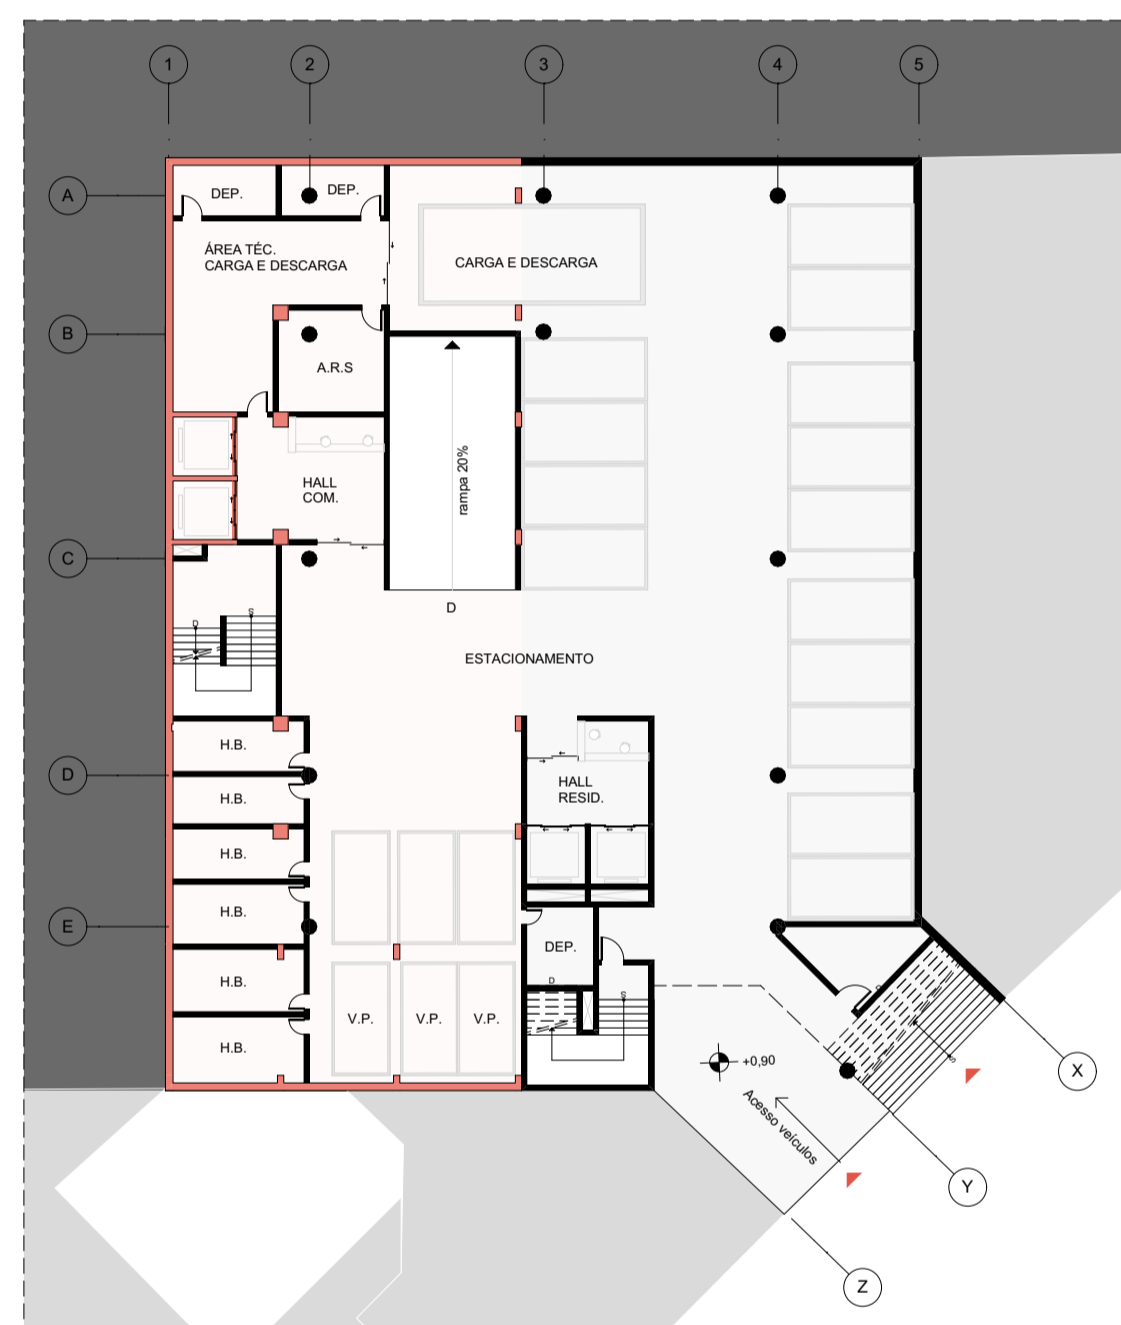 1
2
3
4
5
A
DEP.
DEP.
ÁREA TÉC.
CARGA E DESCARGA
CARGA E DESCARGA
B
A.R.S
rampa 20%
HALL
COM.
C
D
D
S
ESTACIONAMENTO
H.B.
D
HALL
RESID.
H.B.
H.B.
H.B.
E
DEP.
H.B.
D
S
V.P.
V.P.
V.P.
H.B.
+0,90
S
X
Acesso veículos
Y
Z